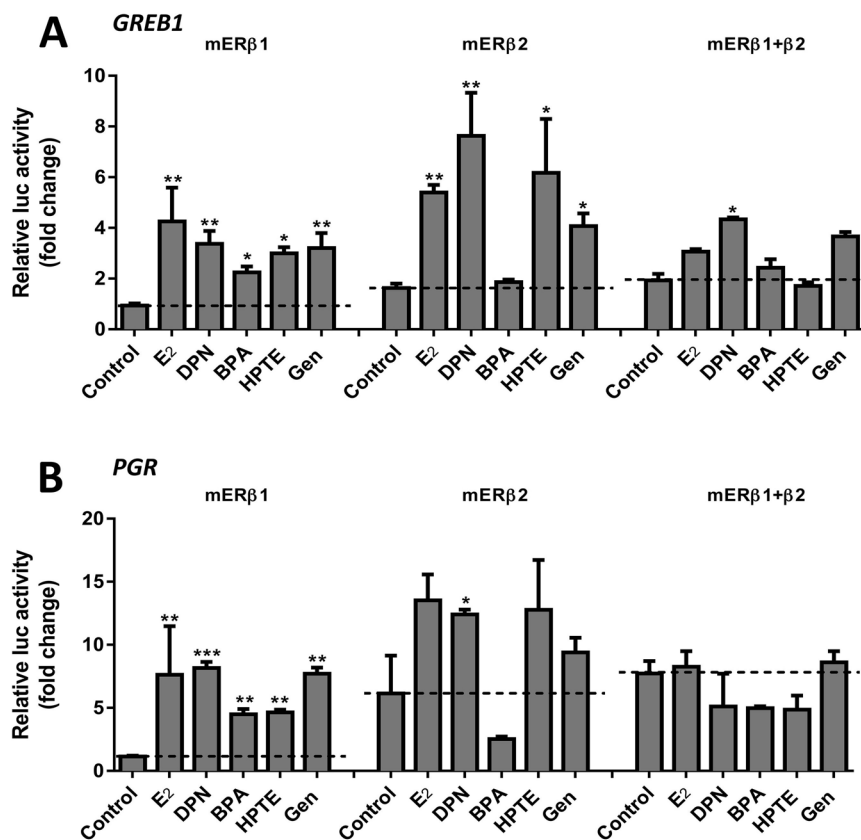 A
GREB1
mERβ1 mERβ2 mERβ1+β2
Relative luc activity
(fold change)
10
8
6
4
2
0
** ** * * **
** ** * *
*
Control E2 DPN BPA HPTE Gen Control E2 DPN BPA HPTE Gen Control E2 DPN BPA HPTE Gen
B
PGR
mERβ1 mERβ2 mERβ1+β2
Relative luc activity
(fold change)
20
15
10
5
0
** *** ** ** **
*
Control E2 DPN BPA HPTE Gen Control E2 DPN BPA HPTE Gen Control E2 DPN BPA HPTE Gen